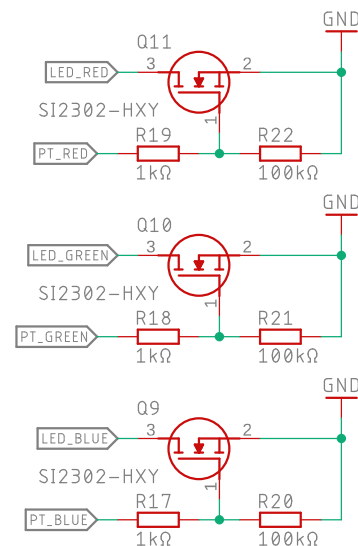 GND
Q11
LED_RED
3
2
SI2302-HXY
1
R19
R22
PT_RED
1kΩ
100kΩ
GND
Q10
LED_GREEN
3
2
SI2302-HXY
1
R18
R21
PT_GREEN
1kΩ
100kΩ
GND
Q9
LED_BLUE
3
2
SI2302-HXY
1
R17
R20
PT_BLUE
1kΩ
100kΩ